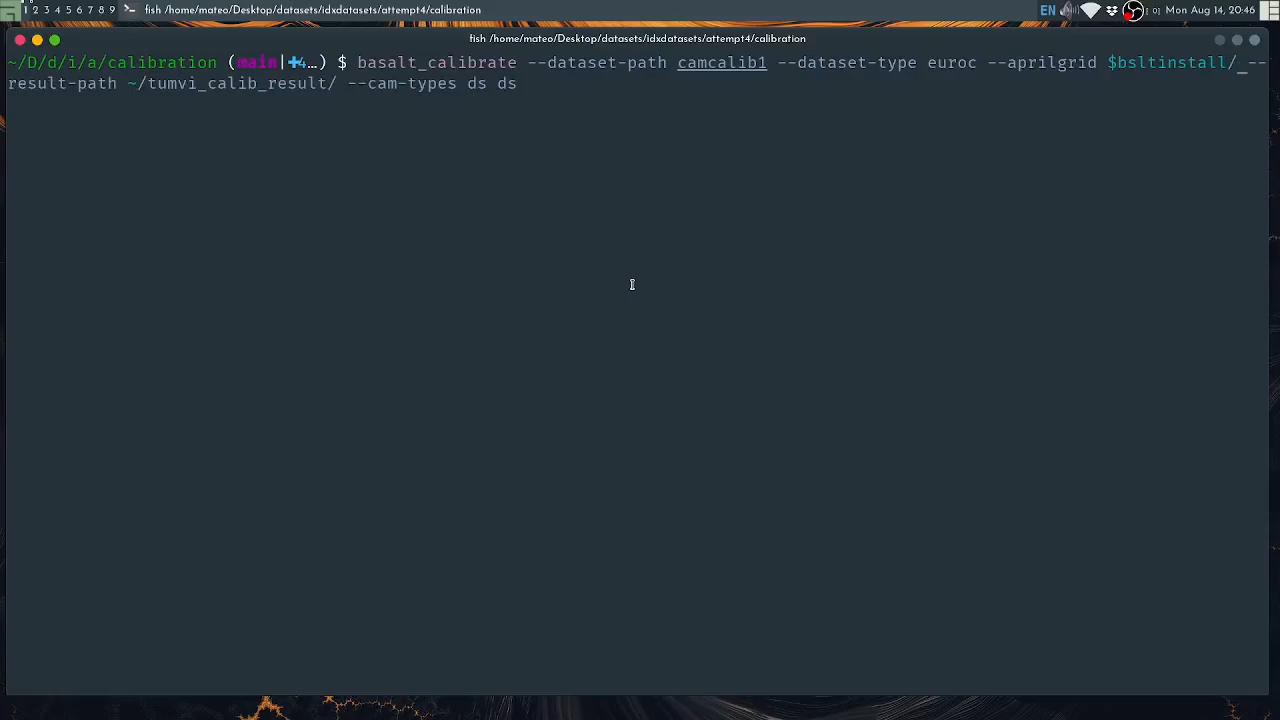 1 2 3 4 5 6 7 8 9 fish /home/mateo/Desktop/datasets/idxdatasets/attempt4/calibration EN Mon Aug 14, 20:46
fish /home/mateo/Desktop/datasets/idxdatasets/attempt4/calibration
~/D/d/i/a/calibration (main|✚4…) $ basalt_calibrate --dataset-path camcalib1 --dataset-type euroc --aprilgrid $bsltinstall/_--
result-path ~/tumvi_calib_result/ --cam-types ds ds